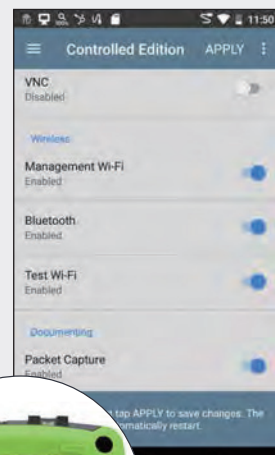 11:50
Controlled Edition APPLY
VNC
Disabled
Wireless
Management Wi-Fi
Enabled
Bluetooth
Enabled
Test Wi-Fi
Enabled
Documenting
Packet Capture
Enabled
tap APPLY to save changes. The
restart.